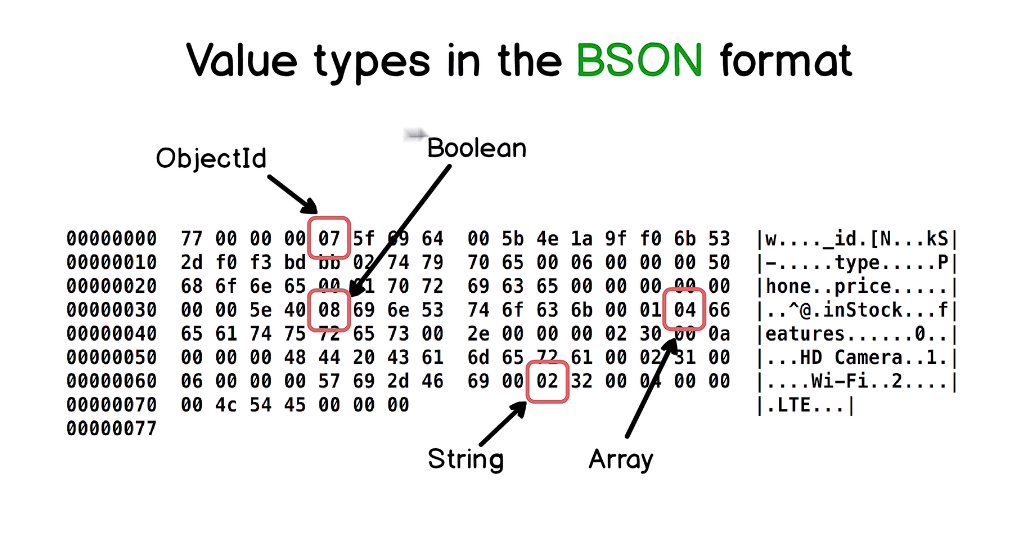 Value types in the BSON format
ObjectId
Boolean
00000000 77 00 00 00 07 5f 69 64 00 5b 4e 1a 9f f0 6b 53 |w...._id.[N...kS|
00000010 2d f0 f3 bd bb 02 74 79 70 65 00 06 00 00 00 50 |-.....type.....P|
00000020 68 6f 6e 65 00 01 70 72 69 63 65 00 00 00 00 00 |hone..price.....|
00000030 00 00 5e 40 08 69 6e 53 74 6f 63 6b 00 01 04 66 |..^@.inStock...f|
00000040 65 61 74 75 72 65 73 00 2e 00 00 00 02 30 00 0a |eatures......0..|
00000050 00 00 00 48 44 20 43 61 6d 65 72 61 00 02 31 00 |...HD Camera..1.|
00000060 06 00 00 00 57 69 2d 46 69 00 02 32 00 04 00 00 |....Wi-Fi..2....|
00000070 00 4c 54 45 00 00 00 |.LTE...|
00000077
String
Array